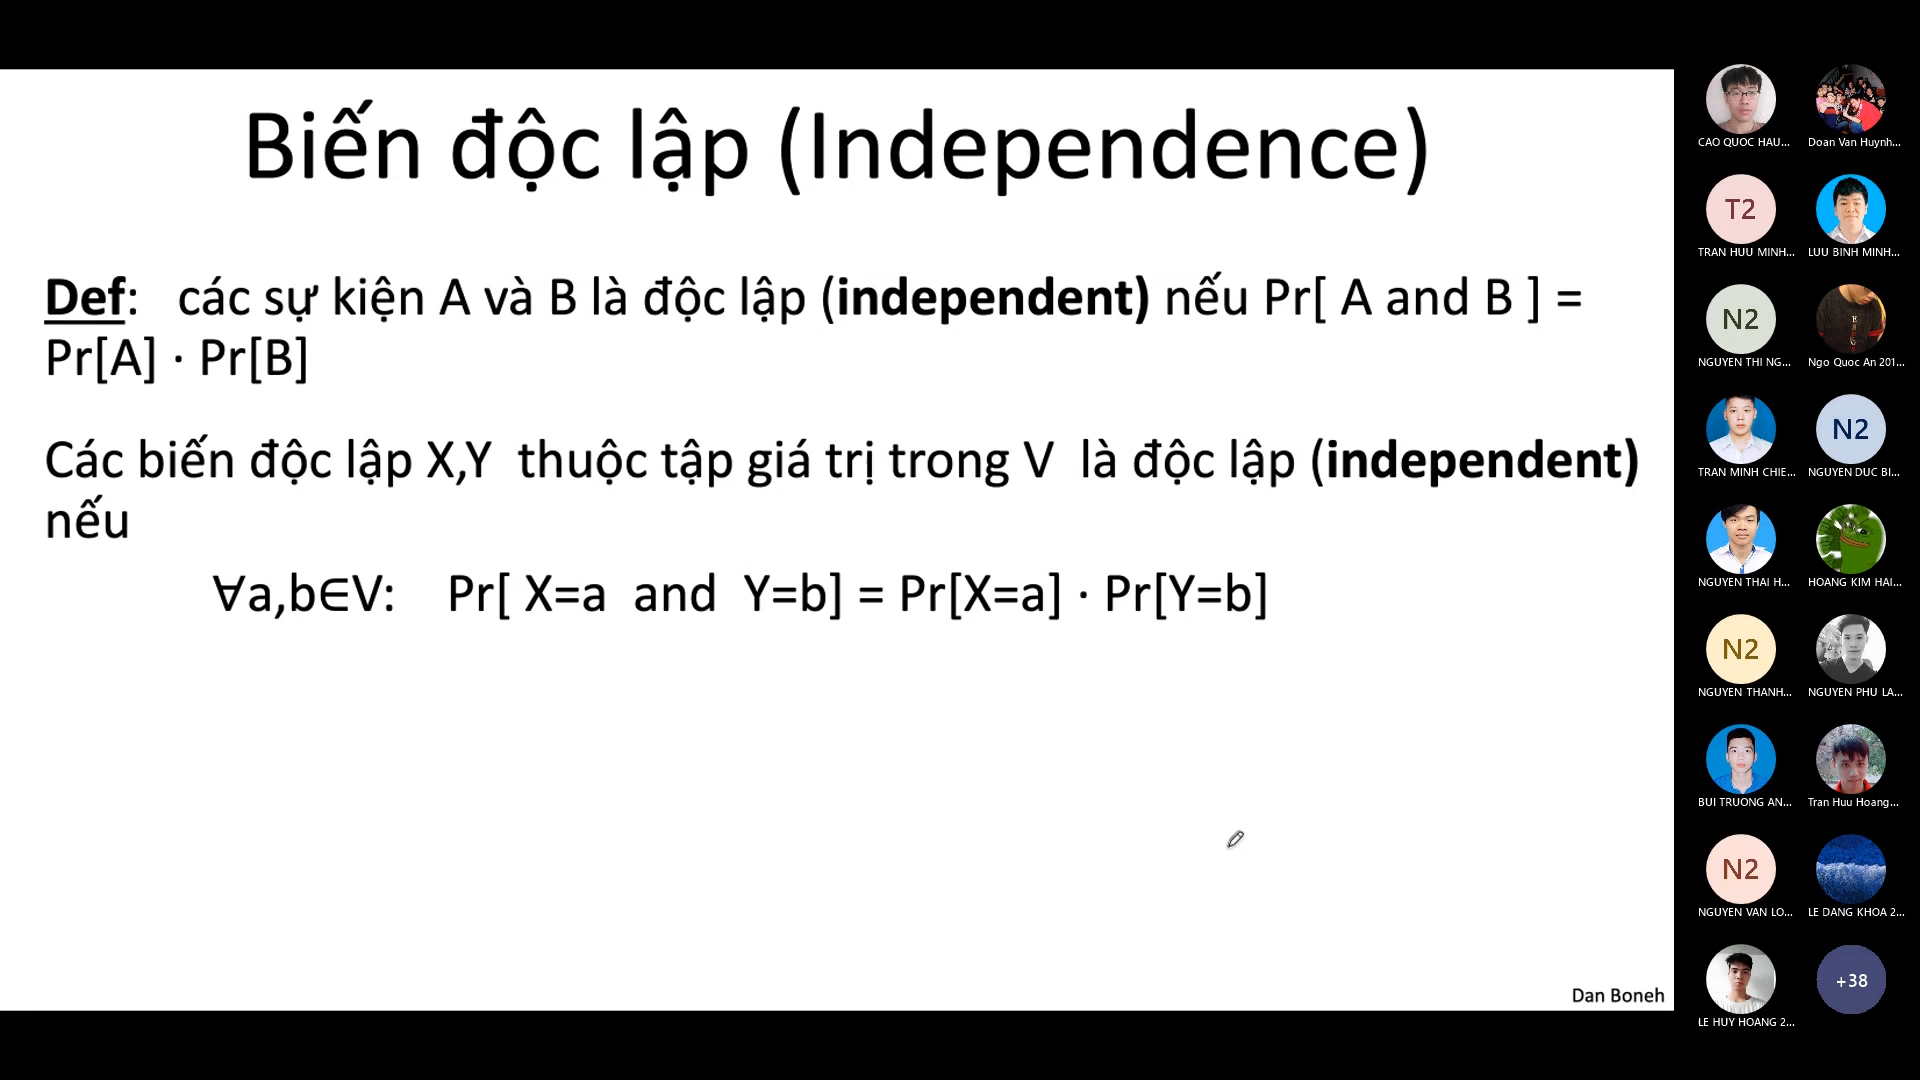 Biến độc lập (Independence)
Def: các sự kiện A và B là độc lập (independent) nếu Pr[ A and B ] =
Pr[A] · Pr[B]
Các biến độc lập X,Y thuộc tập giá trị trong V là độc lập (independent)
nếu
∀a,b∈V: Pr[ X=a and Y=b] = Pr[X=a] · Pr[Y=b]
Dan Boneh
CAO QUOC HAU... Doan Van Huynh...
T2
TRAN HUU MINH... LUU BINH MINH...
N2
NGUYEN THI NG... Ngo Quoc An 201...
N2
TRAN MINH CHIE... NGUYEN DUC BI...
NGUYEN THAI H... HOANG KIM HAI...
N2
NGUYEN THANH... NGUYEN PHU LA...
BUI TRUONG AN... Tran Huu Hoang...
N2
NGUYEN VAN LO... LE DANG KHOA 2...
+38
LE HUY HOANG 2...